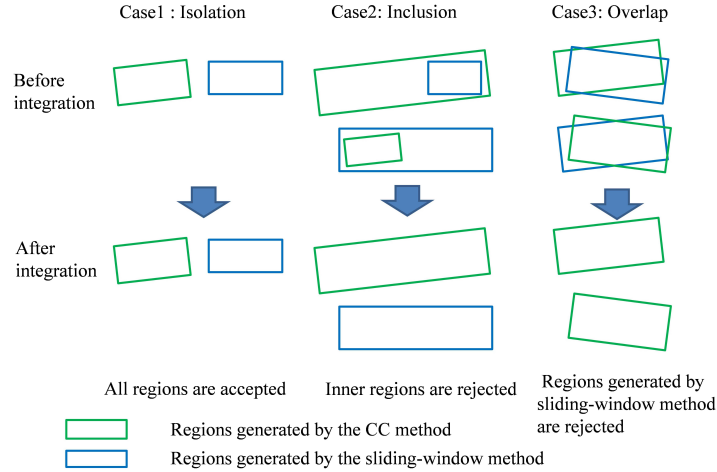 Case1 : Isolation
Case2: Inclusion
Case3: Overlap
Before
integration
After
integration
All regions are accepted
Inner regions are rejected
Regions generated by
sliding-window method
are rejected
Regions generated by the CC method
Regions generated by the sliding-window method